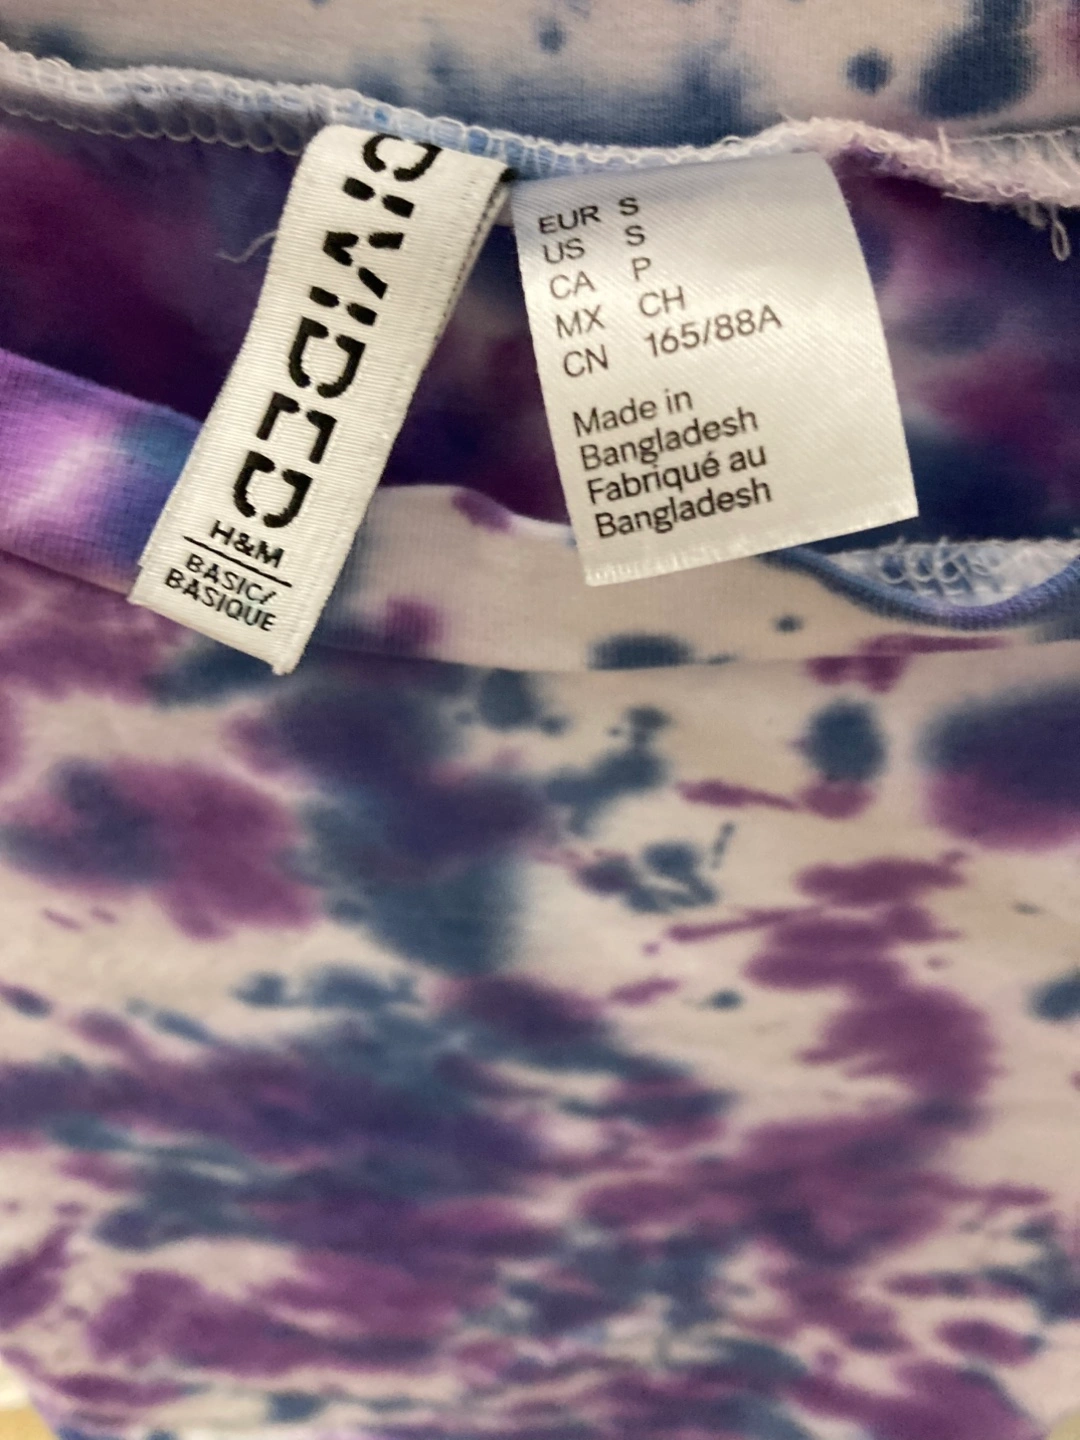 DIVIDED
H&M
BASIC/
BASIQUE
EUR S
US S
CA P
MX CH
CN 165/88A
Made in
Bangladesh
Fabriqué au
Bangladesh